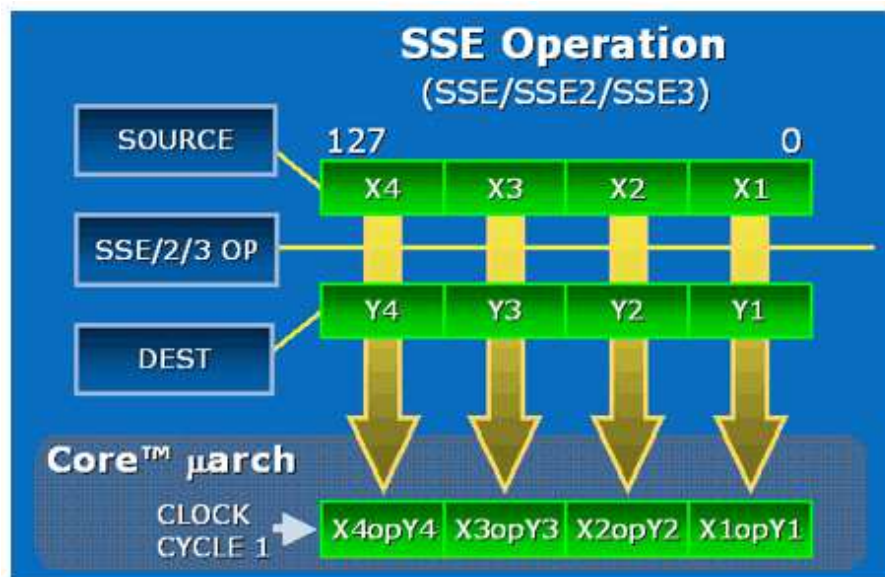 SSE Operation
(SSE/SSE2/SSE3)
SOURCE
127 0
X4 X3 X2 X1
SSE/2/3 OP
Y4 Y3 Y2 Y1
DEST
Core™ µarch
CLOCK
CYCLE 1
X4opY4 X3opY3 X2opY2 X1opY1